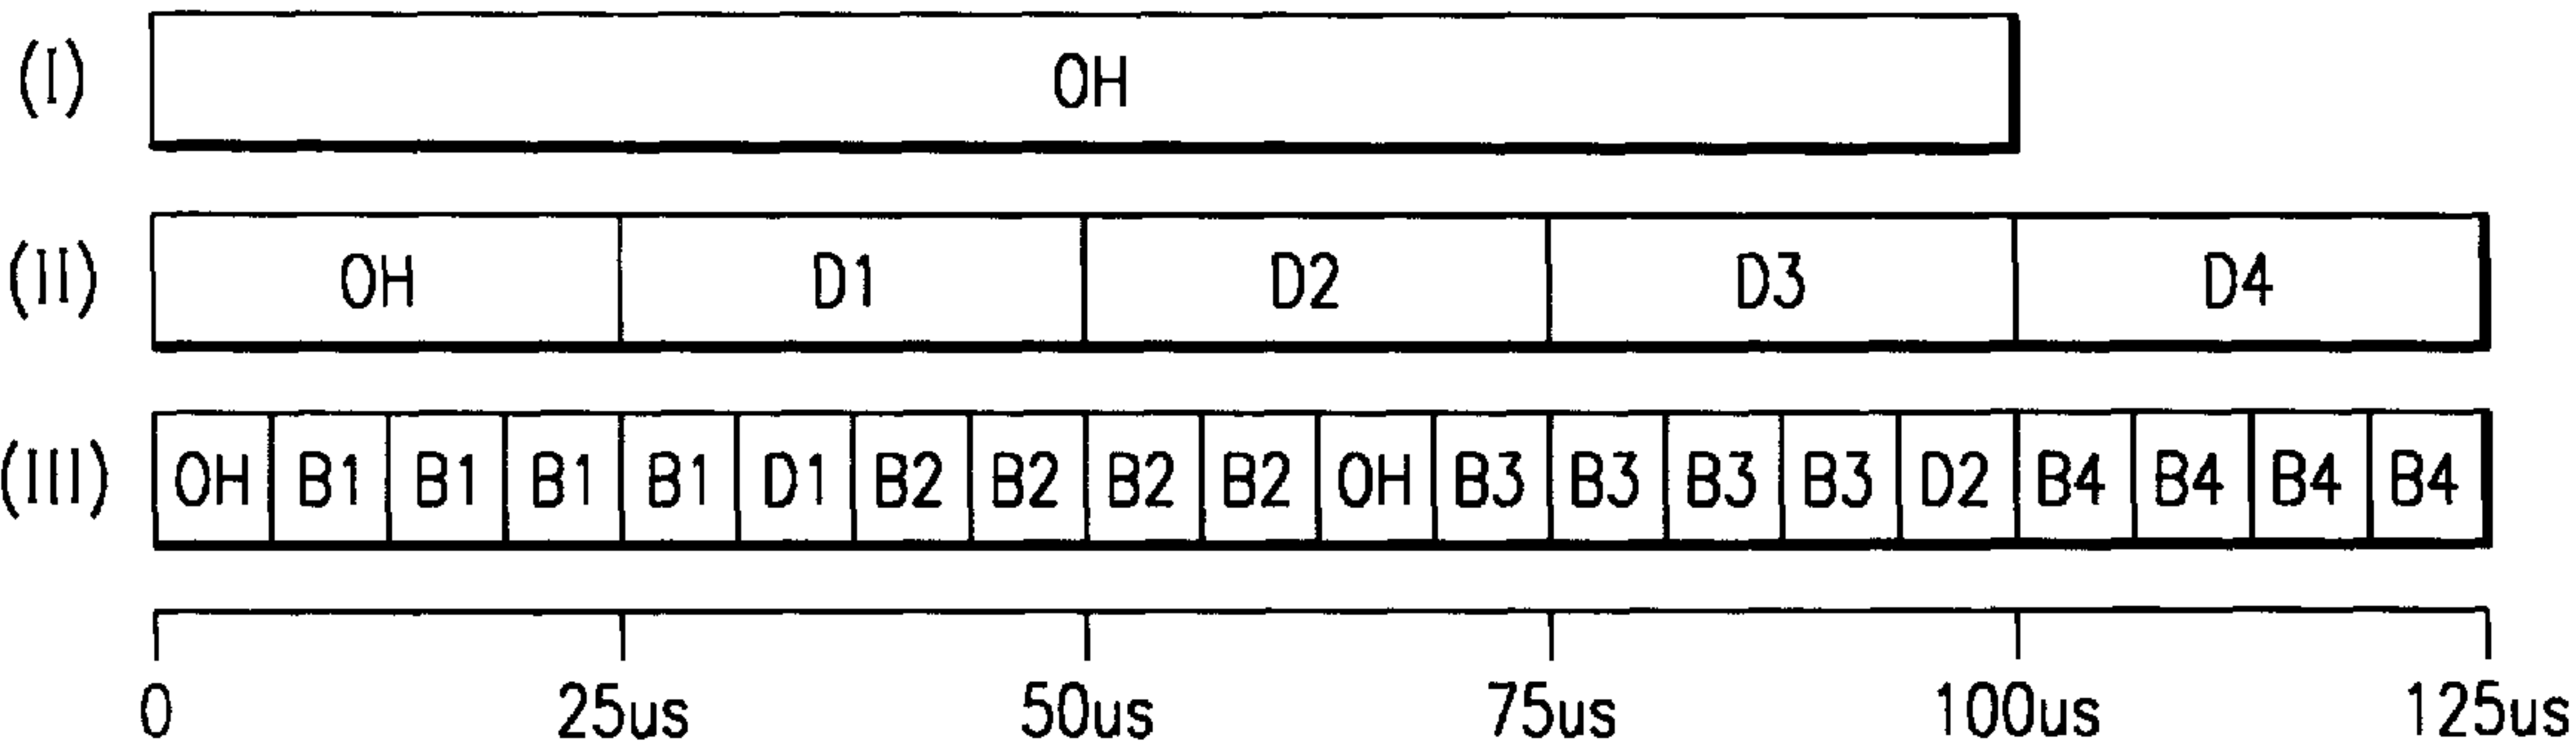 (I) OH
(II) OH D1 D2 D3 D4
(III) OH B1 B1 B1 B1 D1 B2 B2 B2 B2 OH B3 B3 B3 B3 D2 B4 B4 B4 B4
0 25us 50us 75us 100us 125us